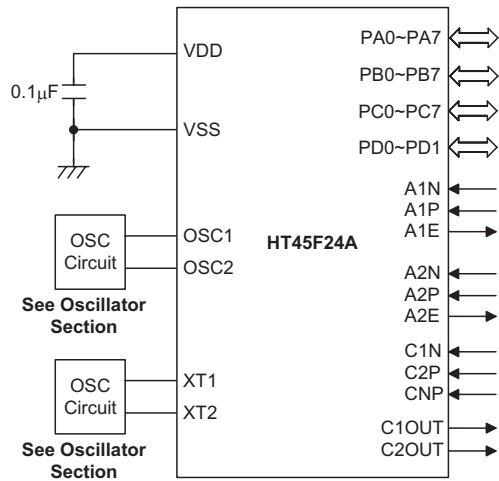 VDD
0.1μF
VSS
OSC
Circuit
OSC1
OSC2
See Oscillator
Section
OSC
Circuit
XT1
XT2
See Oscillator
Section
HT45F24A
PA0~PA7
PB0~PB7
PC0~PC7
PD0~PD1
A1N
A1P
A1E
A2N
A2P
A2E
C1N
C2P
CNP
C1OUT
C2OUT